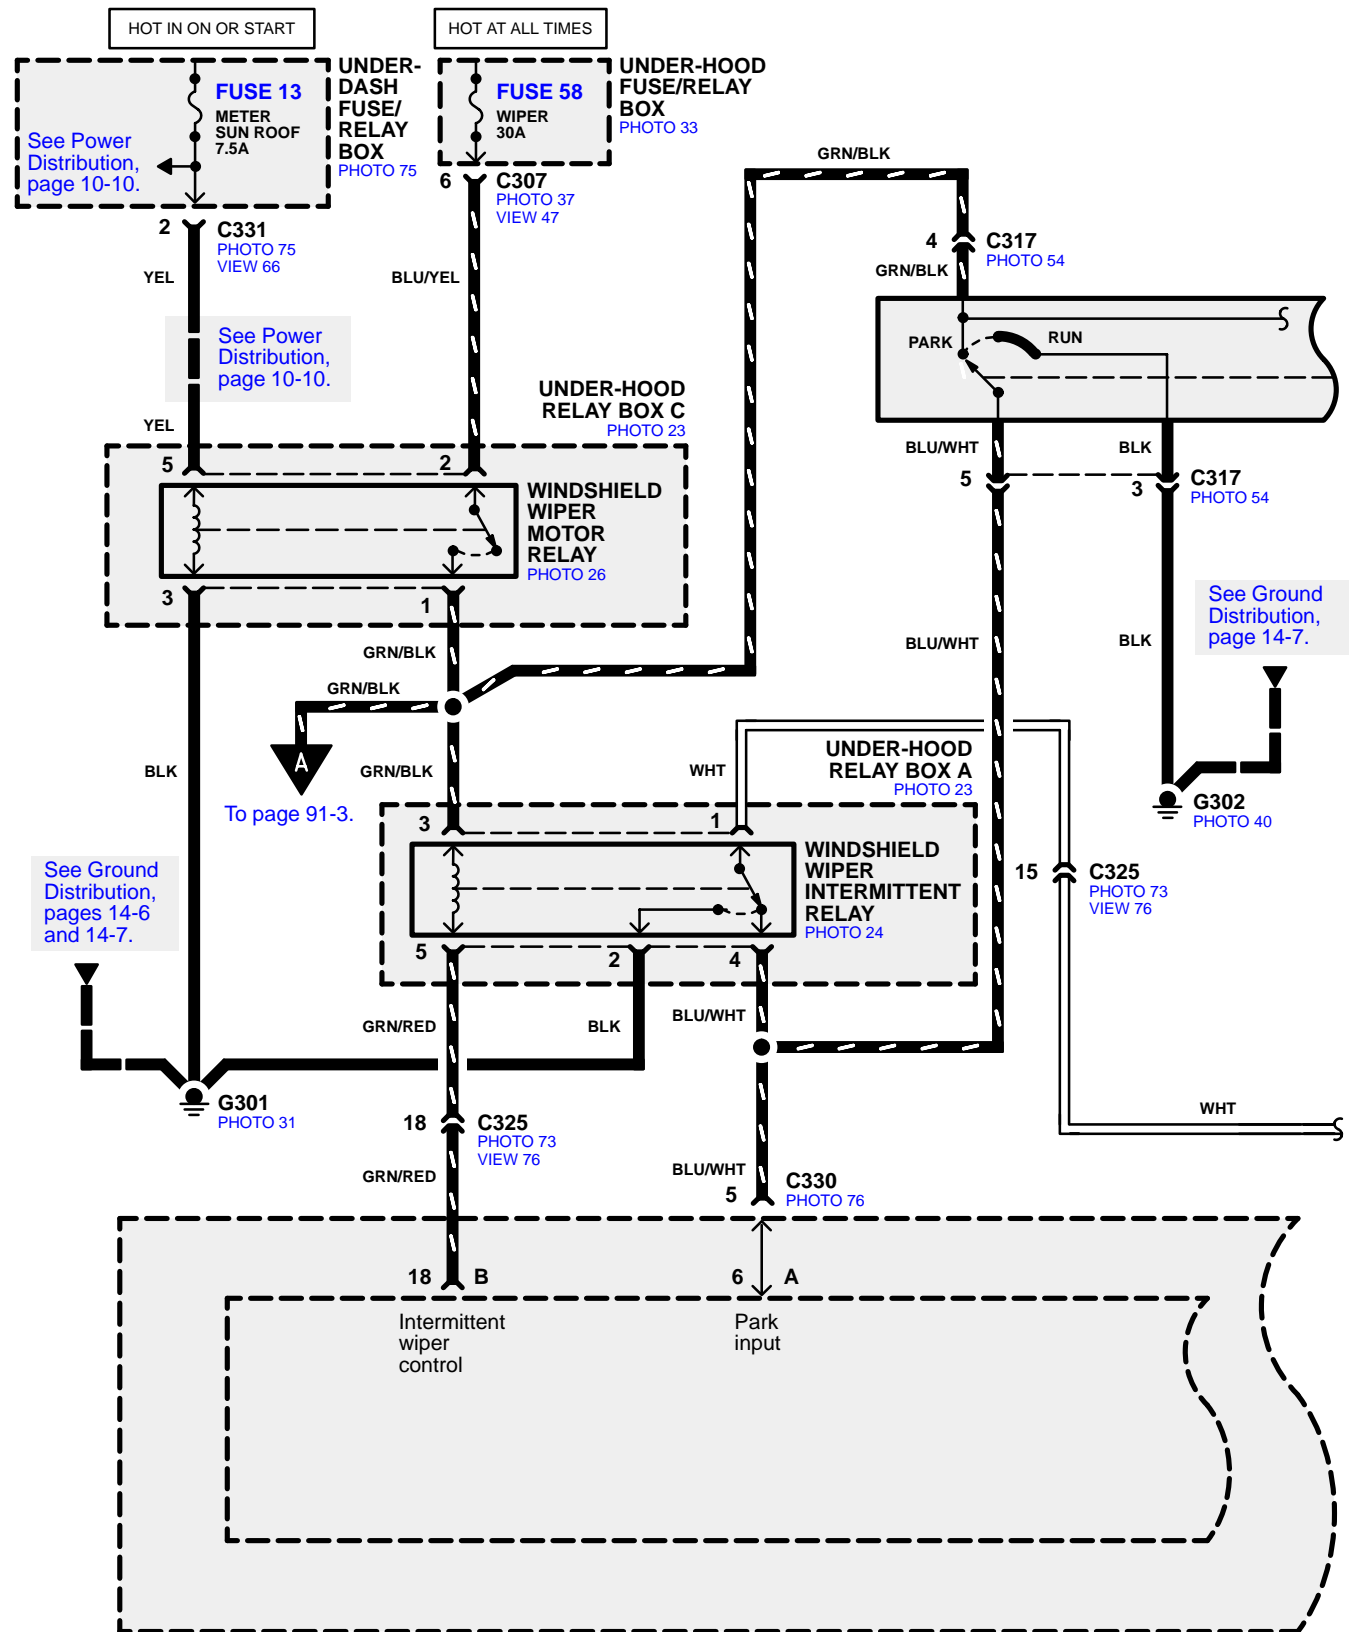 HOT IN ON OR START
HOT AT ALL TIMES
FUSE 13
METER
SUN ROOF
7.5A
See Power
Distribution,
page 10-10.
UNDER-
DASH
FUSE/
RELAY
BOX
PHOTO 75
FUSE 58
WIPER
30A
UNDER-HOOD
FUSE/RELAY
BOX
PHOTO 33
2
C331
PHOTO 75
VIEW 66
YEL
6
C307
PHOTO 37
VIEW 47
BLU/YEL
GRN/BLK
4
C317
PHOTO 54
GRN/BLK
See Power
Distribution,
page 10-10.
YEL
PARK
RUN
UNDER-HOOD
RELAY BOX C
PHOTO 23
5
2
WINDSHIELD
WIPER
MOTOR
RELAY
PHOTO 26
3
1
BLU/WHT
BLK
5
3
C317
PHOTO 54
GRN/BLK
GRN/BLK
BLU/WHT
BLK
See Ground
Distribution,
page 14-7.
A
To page 91-3.
BLK
GRN/BLK
WHT
UNDER-HOOD
RELAY BOX A
PHOTO 23
G302
PHOTO 40
3
1
WINDSHIELD
WIPER
INTERMITTENT
RELAY
PHOTO 24
15
C325
PHOTO 73
VIEW 76
See Ground
Distribution,
pages 14-6
and 14-7.
5
2
4
GRN/RED
BLK
BLU/WHT
G301
PHOTO 31
18
C325
PHOTO 73
VIEW 76
WHT
GRN/RED
BLU/WHT
5
C330
PHOTO 76
18
B
6
A
Intermittent
wiper
control
Park
input